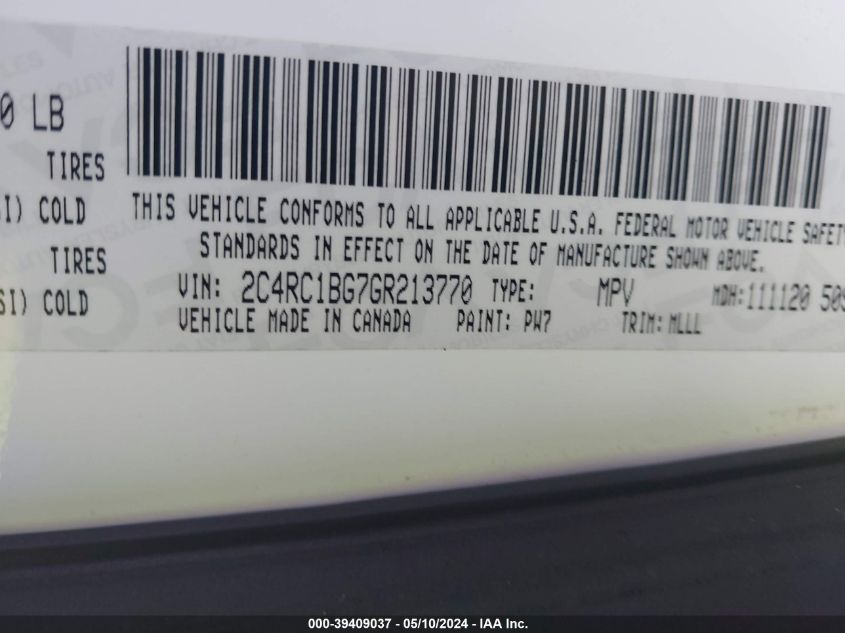 0 LB
TIRES
SI) COLD
TIRES
SI) COLD
THIS VEHICLE CONFORMS TO ALL APPLICABLE U.S.A. FEDERAL MOTOR VEHICLE SAFETY
STANDARDS IN EFFECT ON THE DATE OF MANUFACTURE SHOWN ABOVE.
VIN: 2C4RC1BG7GR213770 TYPE: MPV MDH:111120 509
VEHICLE MADE IN CANADA PAINT: PW7 TRIM: MLLL
000-39409037 - 05/10/2024 - IAA Inc.